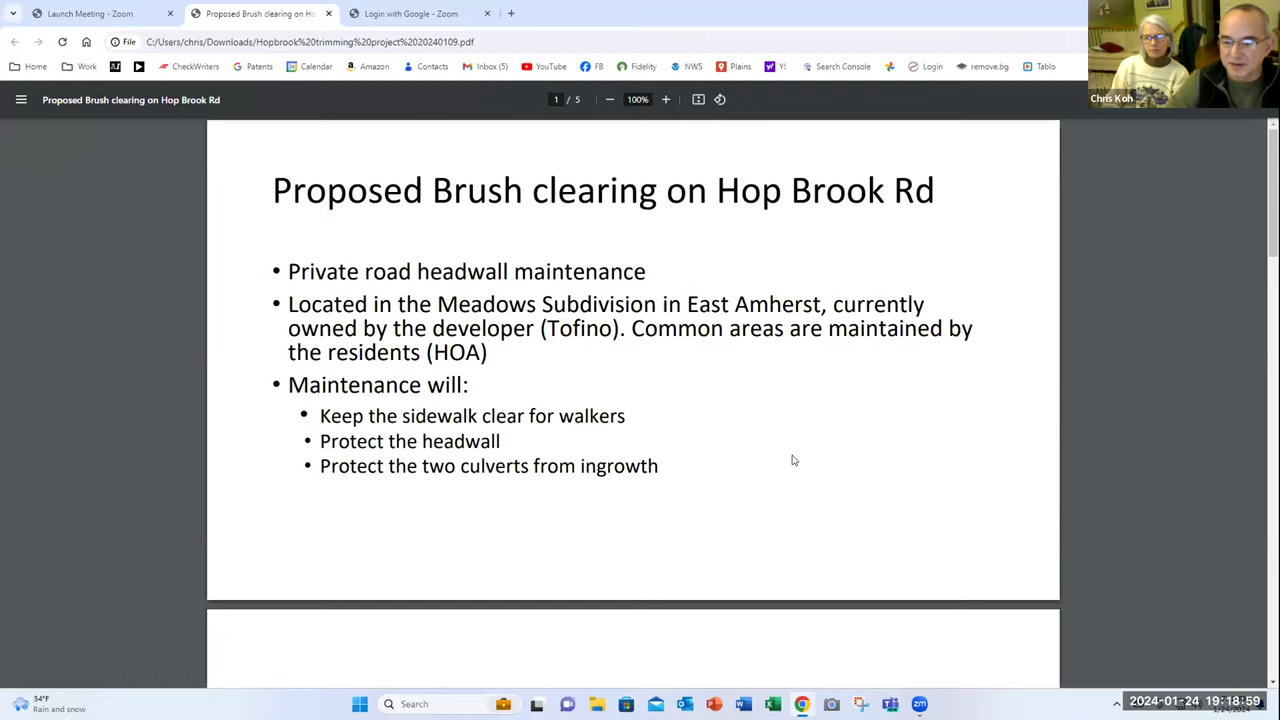 Launch Meeting - Zoom
Proposed Brush clearing on Ho
Login with Google - Zoom
File
C:/Users/chris/Downloads/Hopbrook%20trimming%20project%2020240109.pdf
Home
Work
CheckWriters
Patents
Calendar
Amazon
Contacts
Inbox (5)
YouTube
FB
Fidelity
NWS
Plains
Y!
Search Console
Login
remove.bg
Tablo
Proposed Brush clearing on Hop Brook Rd
1 / 5
100%
Chris Koh
Proposed Brush clearing on Hop Brook Rd
• Private road headwall maintenance
• Located in the Meadows Subdivision in East Amherst, currently
owned by the developer (Tofino). Common areas are maintained by
the residents (HOA)
• Maintenance will:
• Keep the sidewalk clear for walkers
• Protect the headwall
• Protect the two culverts from ingrowth
34°F
Rain and snow
Search
2024-01-24 19:18:59